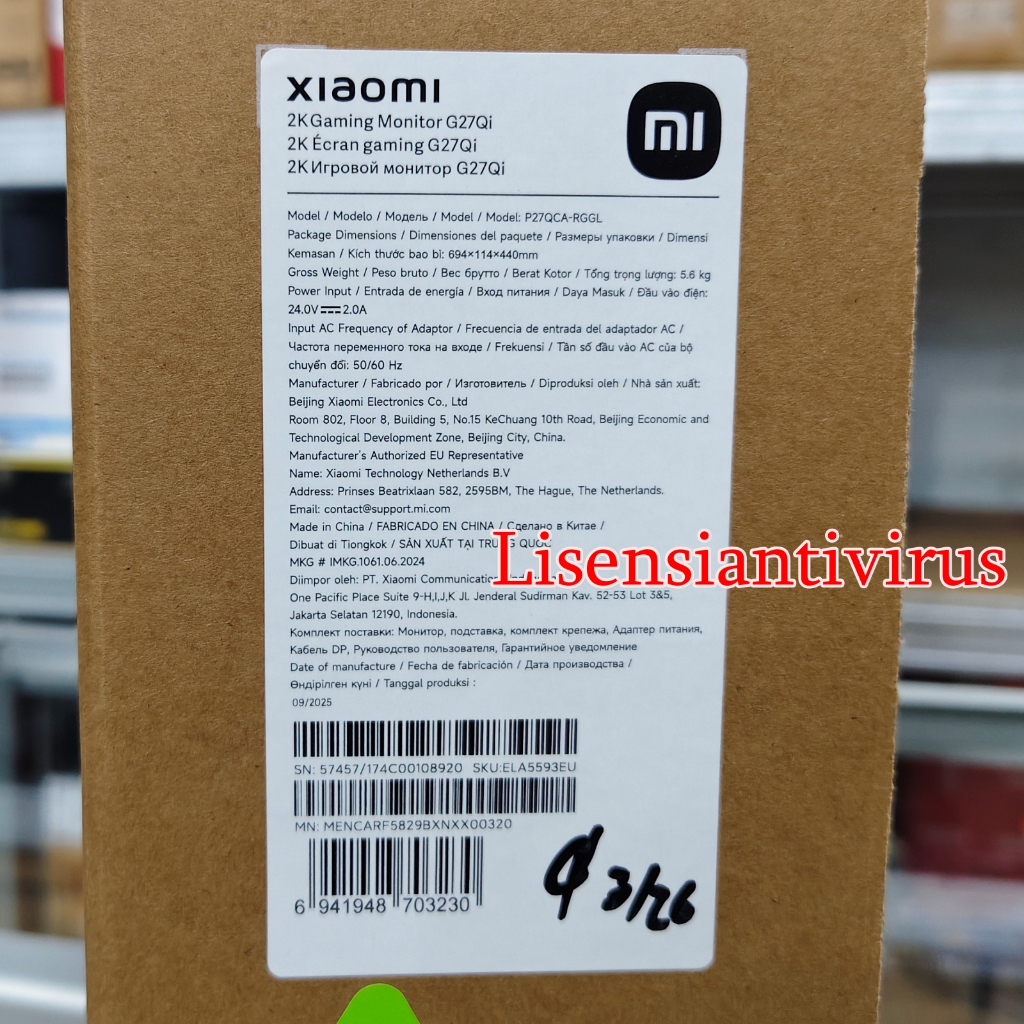 xiaomi
2K Gaming Monitor G27Qi
2K Écran gaming G27Qi
2K Игровой монитор G27Qi
mi
Model / Modelo / Модель / Model / Model: P27QCA-RGGL
Package Dimensions / Dimensiones del paquete / Размеры упаковки / Dimensi
Kemasan / Kích thước bao bì: 694×114×440mm
Gross Weight / Peso bruto / Вес брутто / Berat Kotor / Tổng trọng lượng: 5.6 kg
Power Input / Entrada de energía / Вход питания / Daya Masuk / Đầu vào điện:
24.0V⎓2.0A
Input AC Frequency of Adaptor / Frecuencia de entrada del adaptador AC /
Частота переменного тока на входе / Frekuensi / Tần số đầu vào AC của bộ
chuyển đổi: 50/60 Hz
Manufacturer / Fabricado por / Изготовитель / Diproduksi oleh / Nhà sản xuất:
Beijing Xiaomi Electronics Co., Ltd
Room 802, Floor 8, Building 5, No.15 KeChuang 10th Road, Beijing Economic and
Technological Development Zone, Beijing City, China.
Manufacturer's Authorized EU Representative
Name: Xiaomi Technology Netherlands B.V
Address: Prinses Beatrixlaan 582, 2595BM, The Hague, The Netherlands.
Email: contact@support.mi.com
Made in China / FABRICADO EN CHINA / Сделано в Китае /
Dibuat di Tiongkok / SẢN XUẤT TẠI TRUNG QUỐC
Lisensiantivirus
MKG # IMKG.1061.06.2024
Diimpor oleh: PT. Xiaomi Communication
One Pacific Place Suite 9-H,I,J,K Jl. Jenderal Sudirman Kav. 52-53 Lot 3&5,
Jakarta Selatan 12190, Indonesia.
Комплект поставки: Монитор, подставка, комплект крепежа, Адаптер питания,
Кабель DP, Руководство пользователя, Гарантийное уведомление
Date of manufacture / Fecha de fabricación / Дата производства /
Өндірілген күні / Tanggal produksi :
09/2025
SN: 57457/174C00108920 SKU:ELA5593EU
MN: MENCARF5829BXNXX00320
6 941948 703230
3/26